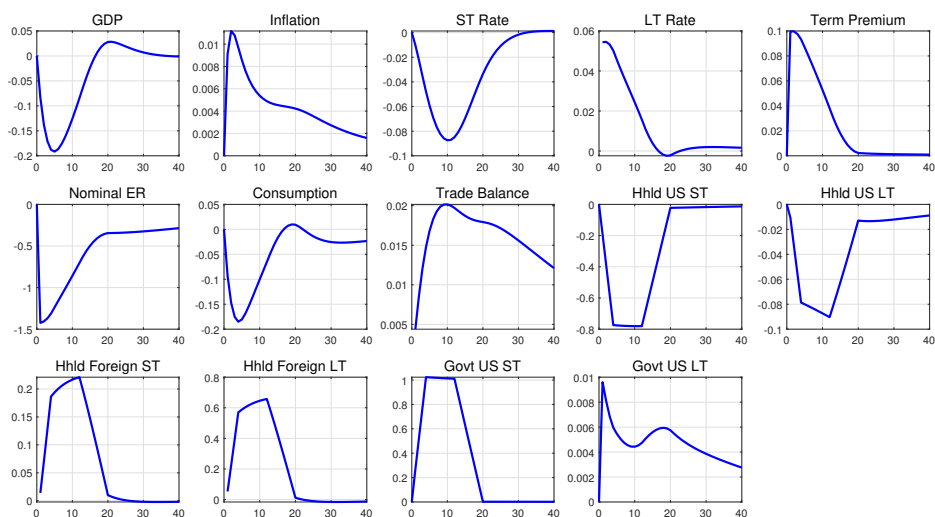 GDP
0.05
0
-0.05
-0.1
-0.15
-0.2
0 10 20 30 40
Inflation
0.01
0.008
0.006
0.004
0.002
0
0 10 20 30 40
ST Rate
0
-0.02
-0.04
-0.06
-0.08
-0.1
0 10 20 30 40
LT Rate
0.06
0.04
0.02
0
0 10 20 30 40
Term Premium
0.1
0.08
0.06
0.04
0.02
0
0 10 20 30 40
Nominal ER
0
-0.5
-1
-1.5
0 10 20 30 40
Consumption
0.05
0
-0.05
-0.1
-0.15
-0.2
0 10 20 30 40
Trade Balance
0.02
0.015
0.01
0.005
0 10 20 30 40
Hhld US ST
0
-0.2
-0.4
-0.6
-0.8
0 10 20 30 40
Hhld US LT
0
-0.02
-0.04
-0.06
-0.08
-0.1
0 10 20 30 40
Hhld Foreign ST
0.2
0.15
0.1
0.05
0
0 10 20 30 40
Hhld Foreign LT
0.8
0.6
0.4
0.2
0
0 10 20 30 40
Govt US ST
1
0.8
0.6
0.4
0.2
0
0 10 20 30 40
Govt US LT
0.01
0.008
0.006
0.004
0.002
0
0 10 20 30 40